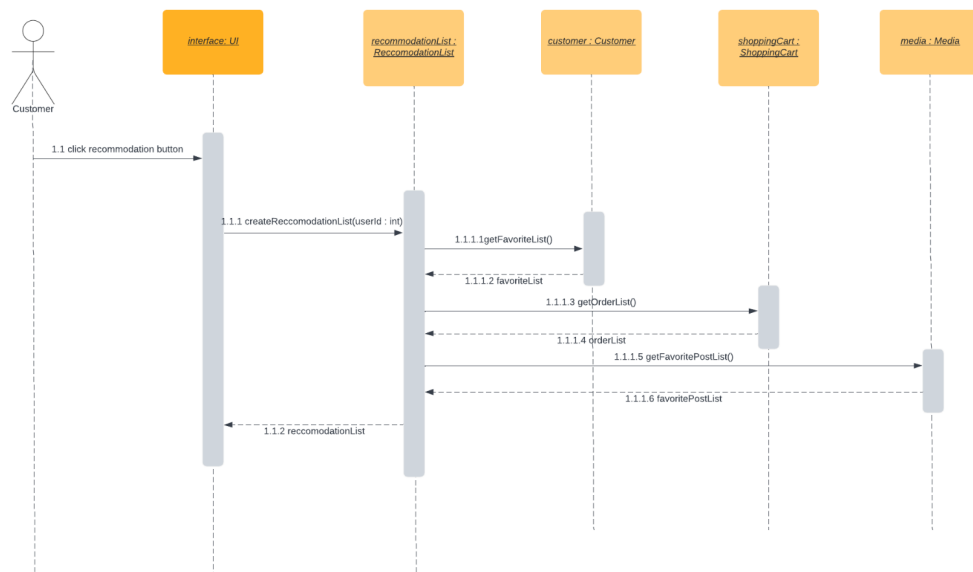 interface: UI
recommodationList :
ReccomodationList
customer : Customer
shoppingCart :
ShoppingCart
media : Media
Customer
1.1 click recommodation button
1.1.1 createReccomodationList(userId : int)
1.1.1.1getFavoriteList()
1.1.1.2 favoriteList
1.1.1.3 getOrderList()
1.1.1.4 orderList
1.1.1.5 getFavoritePostList()
1.1.1.6 favoritePostList
1.1.2 reccomodationList